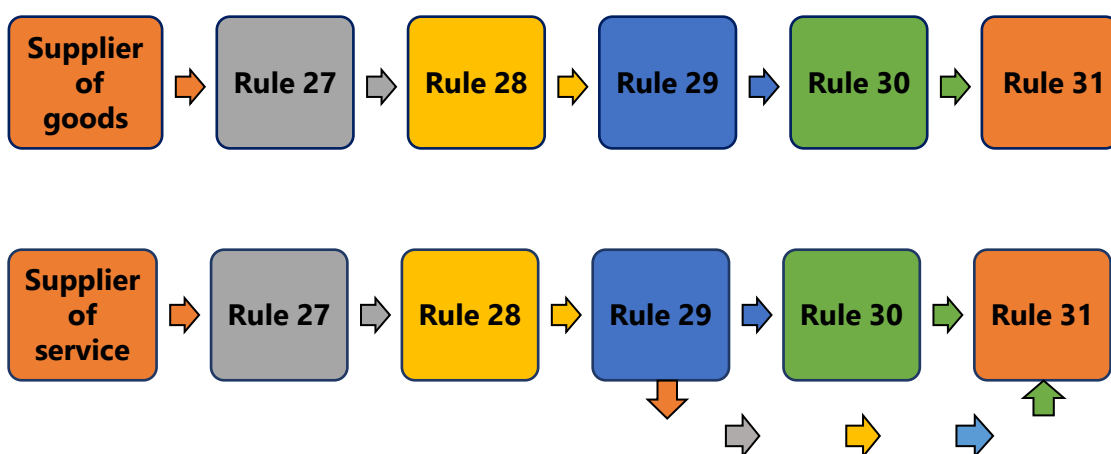 Supplier
of
goods
Rule 27
Rule 28
Rule 29
Rule 30
Rule 31
Supplier
of
service
Rule 27
Rule 28
Rule 29
Rule 30
Rule 31